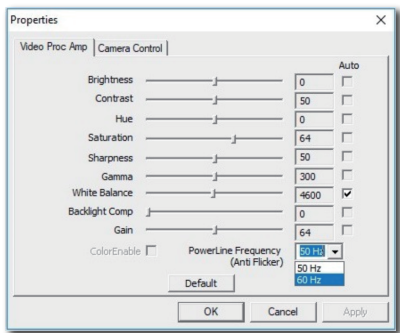 Properties
Video Proc Amp Camera Control
Auto
Brightness 0
Contrast 50
Hue 0
Saturation 64
Sharpness 50
Gamma 300
White Balance 4600
Backlight Comp 0
Gain 64
ColorEnable PowerLine Frequency 50 Hz
(Anti Flicker)
50 Hz
60 Hz
Default
OK Cancel Apply